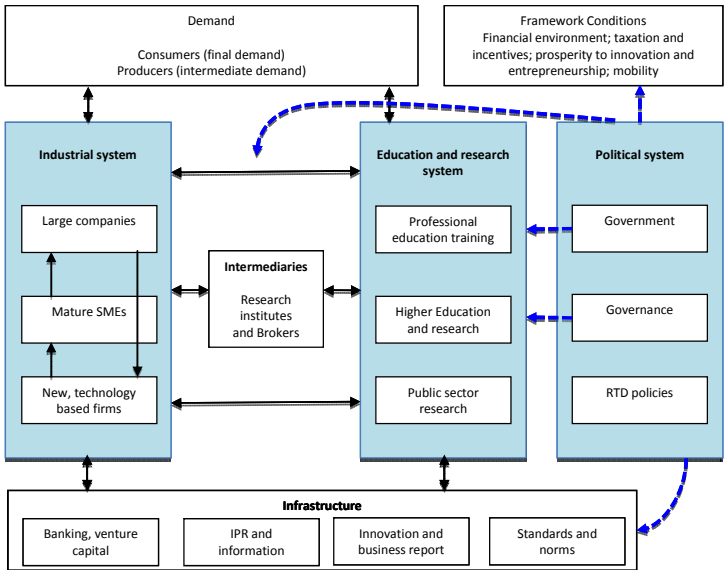 Demand
Consumers (final demand)
Producers (intermediate demand)
Framework Conditions
Financial environment; taxation and
incentives; prosperity to innovation and
entrepreneurship; mobility
Industrial system
Large companies
Mature SMEs
New, technology
based firms
Intermediaries
Research
institutes
and Brokers
Education and research
system
Professional
education training
Higher Education
and research
Public sector
research
Political system
Government
Governance
RTD policies
Infrastructure
Banking, venture
capital
IPR and
information
Innovation and
business report
Standards and
norms